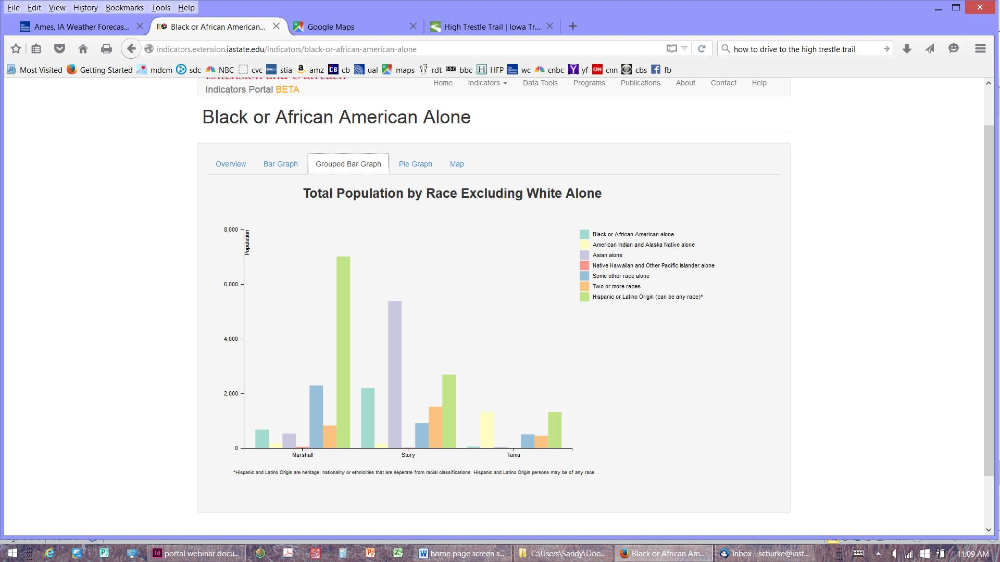 File Edit View History Bookmarks Tools Help
Ames, IA Weather Forecas... Black or African American... Google Maps High Trestle Trail | Iowa Tr...
indicators.extension.iastate.edu/indicators/black-or-african-american-alone how to drive to the high trestle trail
Most Visited Getting Started mdcm sdc NBC cvc stia amz cb ual maps rdt BBC bbc HFP wc cnbc yf CNN cnn cbs fb
Extension and Outreach
Indicators Portal BETA Home Indicators Data Tools Programs Publications About Contact Help
Black or African American Alone
Overview Bar Graph Grouped Bar Graph Pie Graph Map
Total Population by Race Excluding White Alone
8,000
6,000
4,000
2,000
0
Population
Black or African American alone
American Indian and Alaska Native alone
Asian alone
Native Hawaiian and Other Pacific Islander alone
Some other race alone
Two or more races
Hispanic or Latino Origin (can be any race)*
Marshall Story Tama
*Hispanic and Latino Origin are heritage, nationality or ethnicities that are seperate from racial classifications. Hispanic and Latino Origin persons may be of any race.
portal webinar docu... home page screen s... C:\Users\Sandy\Doc... Black or African Am... Inbox - scburke@iast... 11:09 AM